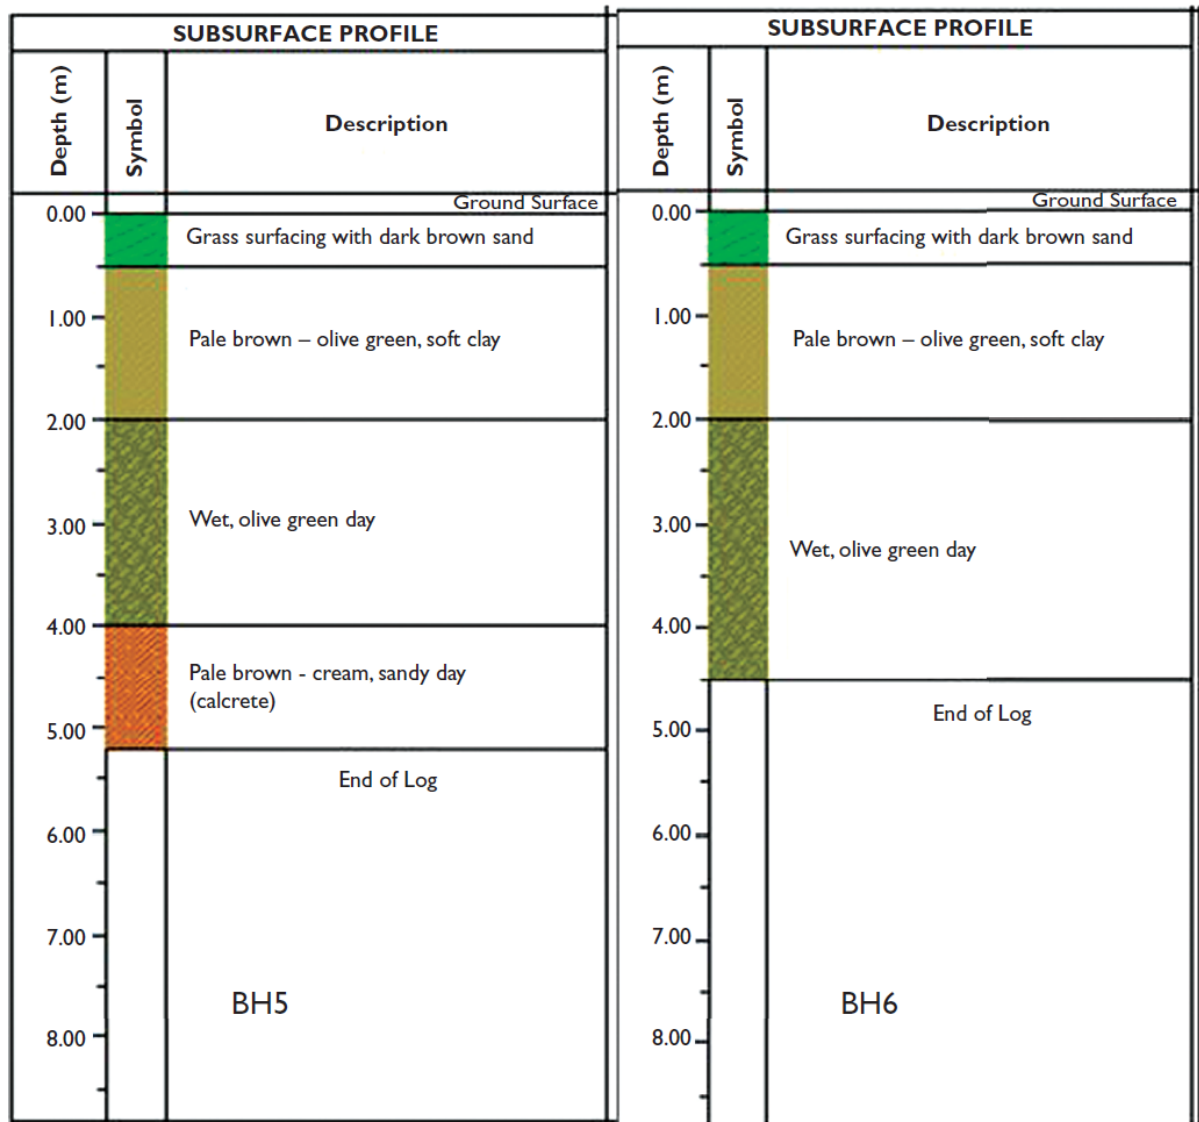 SUBSURFACE PROFILE
Depth (m)
Symbol
Description
Ground Surface
0.00
Grass surfacing with dark brown sand
1.00
Pale brown – olive green, soft clay
2.00
Wet, olive green day
3.00
4.00
Pale brown - cream, sandy day
(calcrete)
5.00
End of Log
6.00
7.00
BH5
8.00
SUBSURFACE PROFILE
Depth (m)
Symbol
Description
Ground Surface
0.00
Grass surfacing with dark brown sand
1.00
Pale brown – olive green, soft clay
2.00
3.00
Wet, olive green day
4.00
End of Log
5.00
6.00
7.00
BH6
8.00